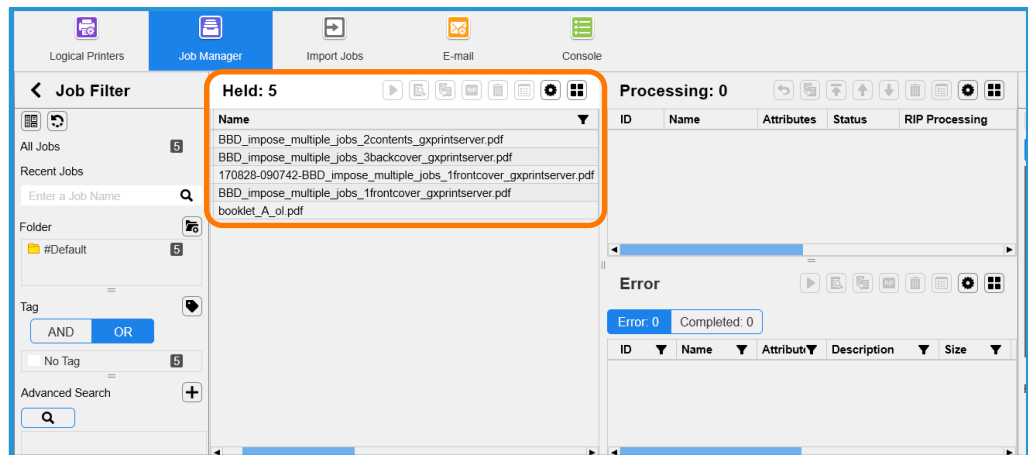 Logical Printers
Job Manager
Import Jobs
E-mail
Console
Job Filter
All Jobs 5
Recent Jobs
Enter a Job Name
Folder
#Default 5
Tag
AND OR
No Tag 5
Advanced Search
Held: 5
Name
BBD_impose_multiple_jobs_2contents_gxprintserver.pdf
BBD_impose_multiple_jobs_3backcover_gxprintserver.pdf
170828-090742-BBD_impose_multiple_jobs_1frontcover_gxprintserver.pdf
BBD_impose_multiple_jobs_1frontcover_gxprintserver.pdf
booklet_A_ol.pdf
Processing: 0
ID Name Attributes Status RIP Processing
Error
Error: 0 Completed: 0
ID Name Attribut Description Size